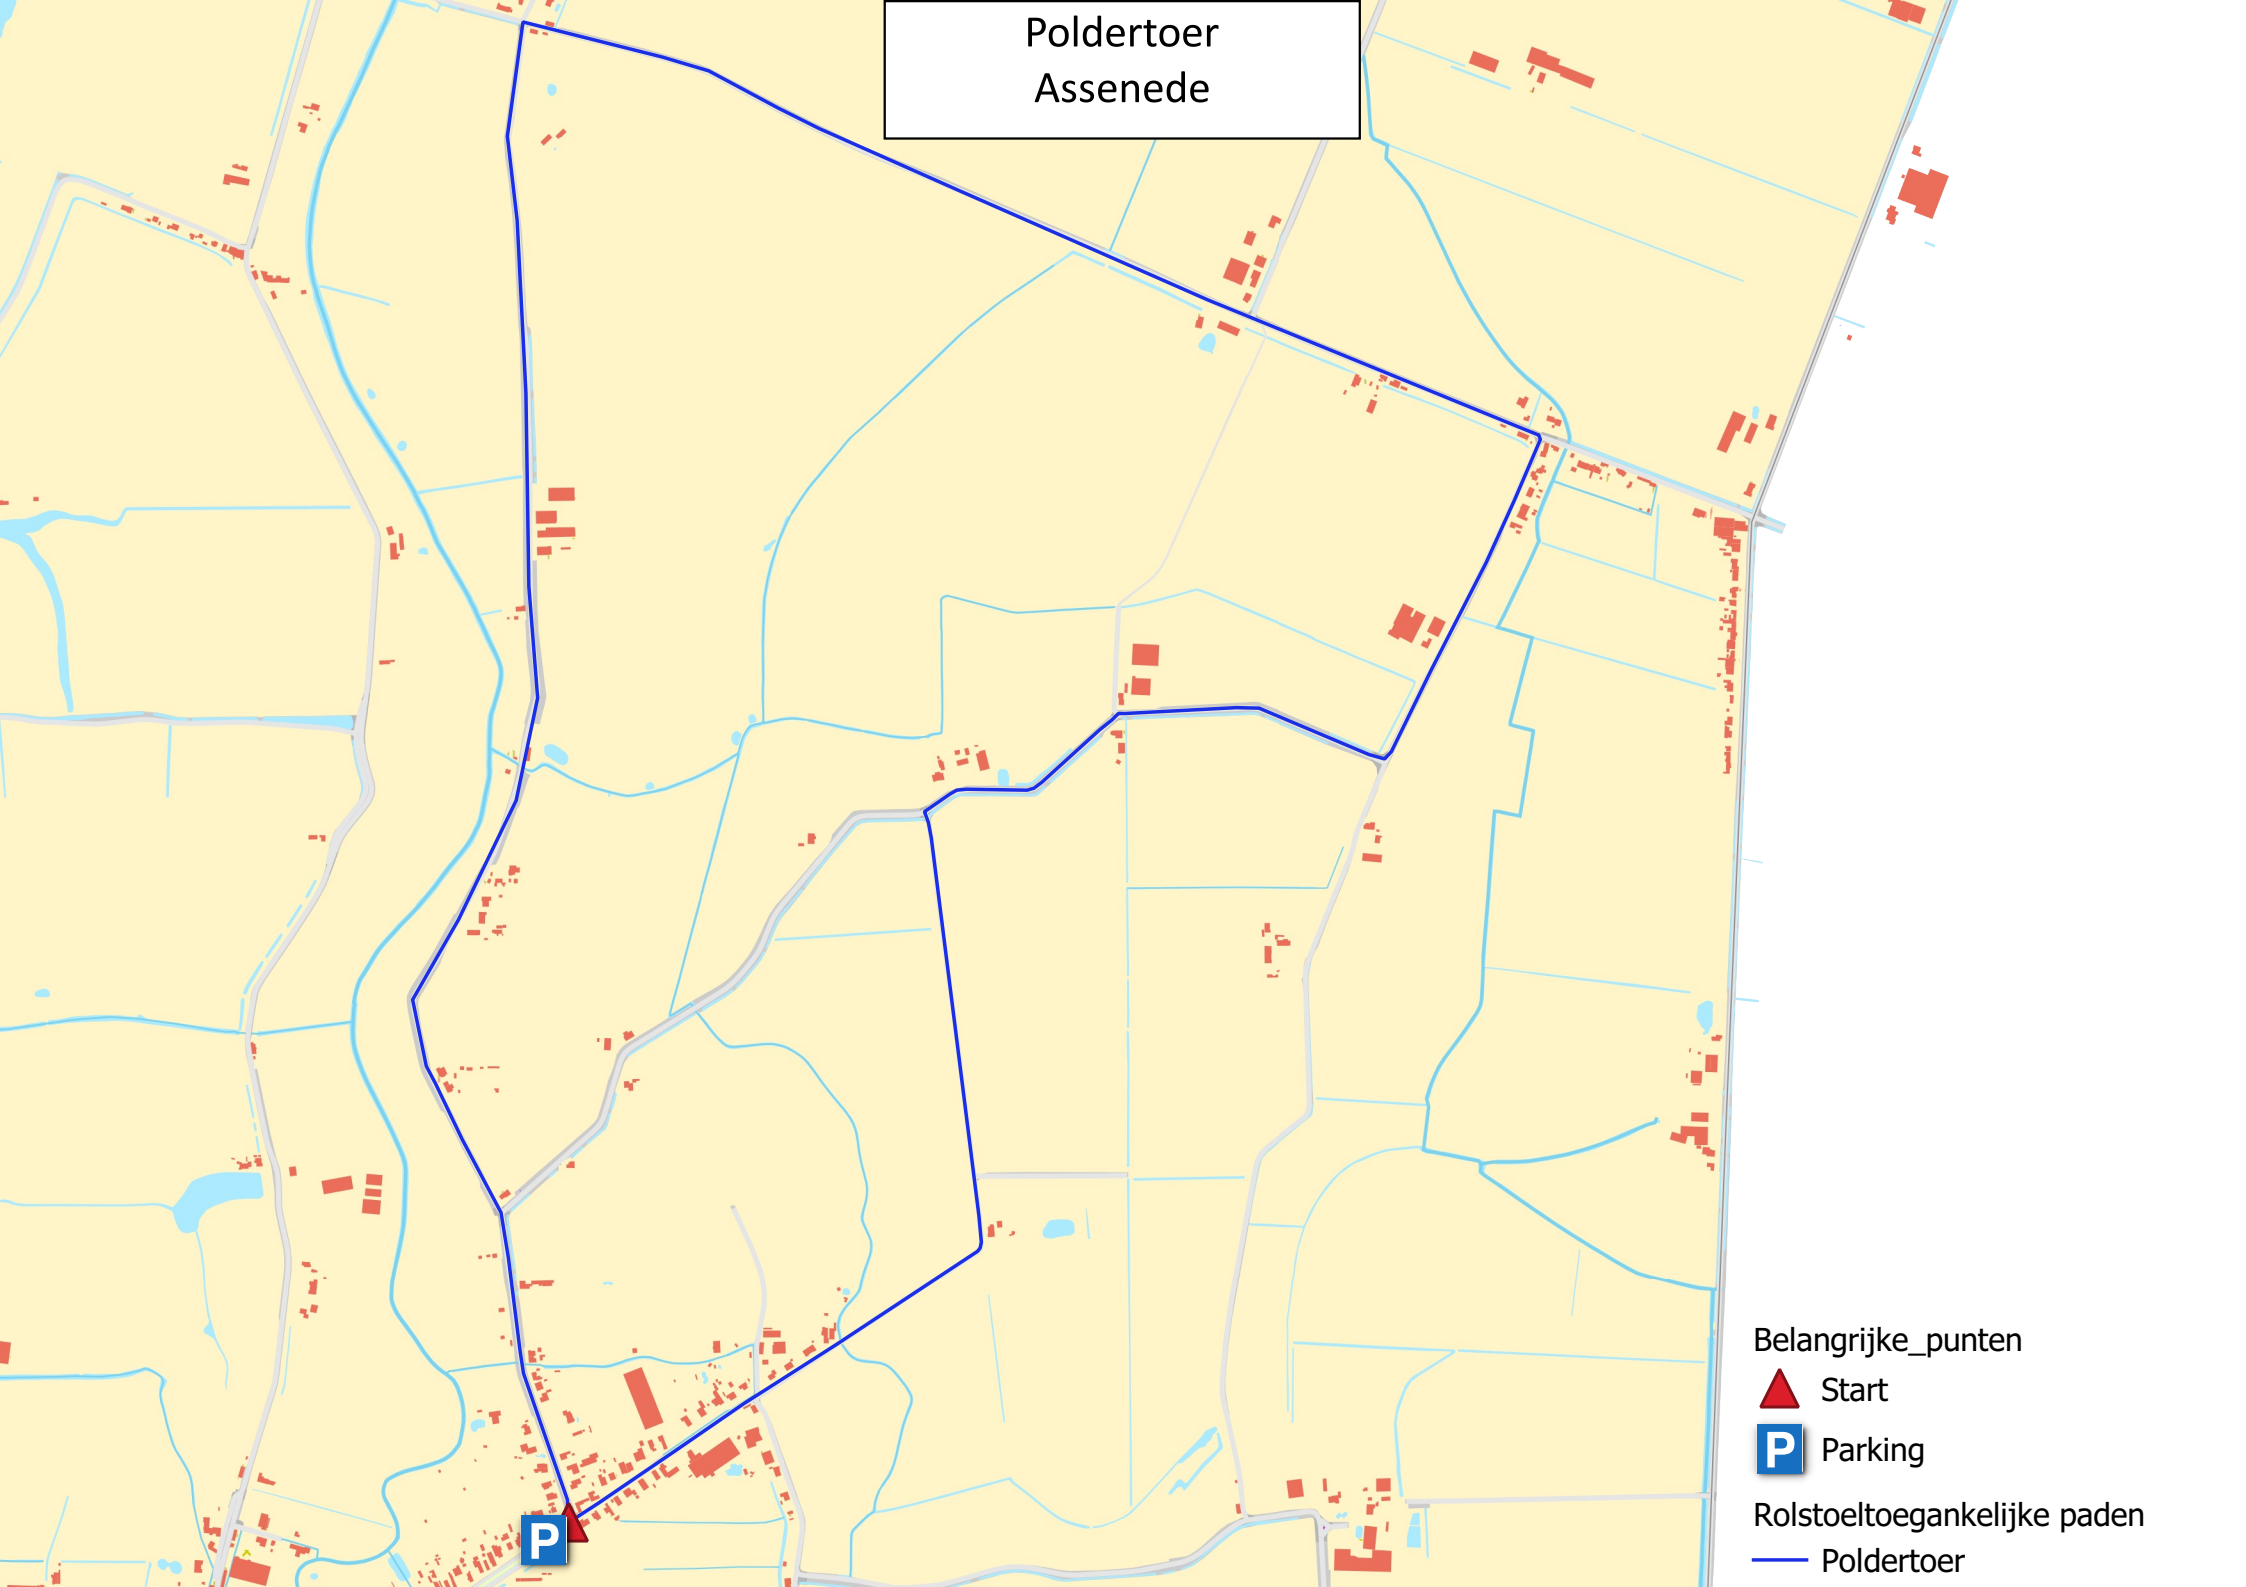 Poldertoer
Assenede
P
Belangrijke_punten
Start
P Parking
Rolstoeltoegankelijke paden
Poldertoer